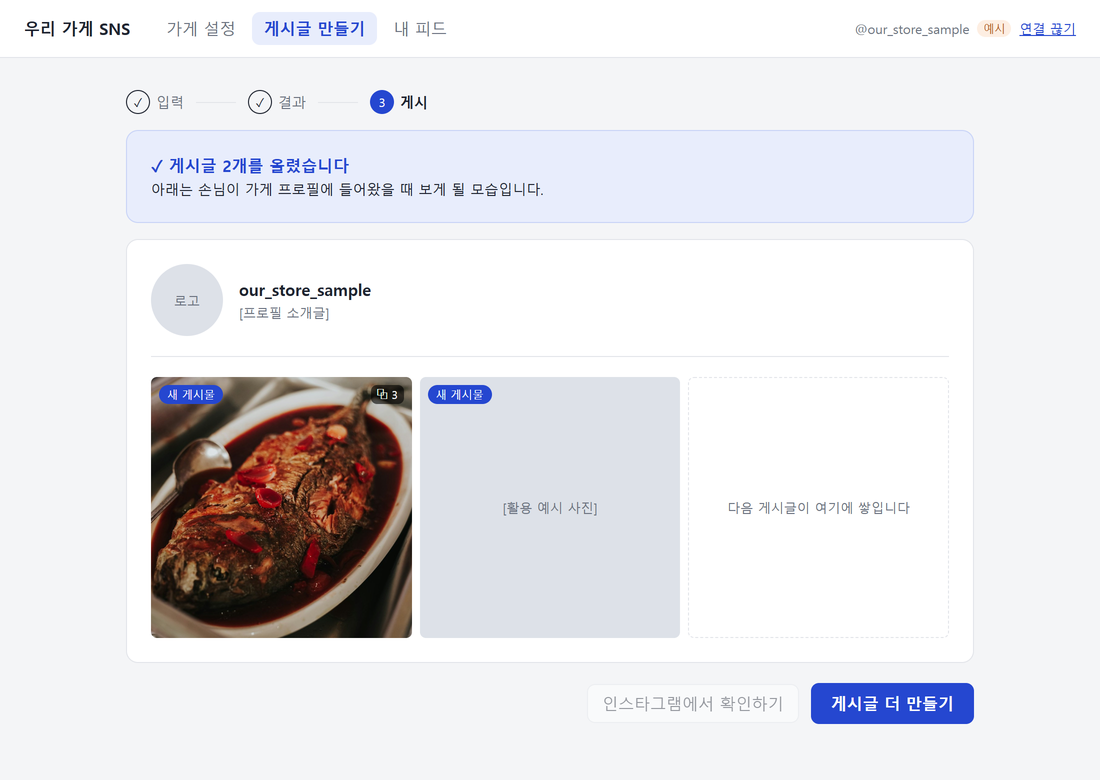 우리 가게 SNS
가게 설정
게시글 만들기
내 피드
@our_store_sample
예시
연결 끊기
✓ 입력
✓ 결과
3 게시
✓ 게시글 2개를 올렸습니다
아래는 손님이 가게 프로필에 들어왔을 때 보게 될 모습입니다.
로고
our_store_sample
[프로필 소개글]
새 게시물
3
새 게시물
[활용 예시 사진]
다음 게시글이 여기에 쌓입니다
인스타그램에서 확인하기
게시글 더 만들기